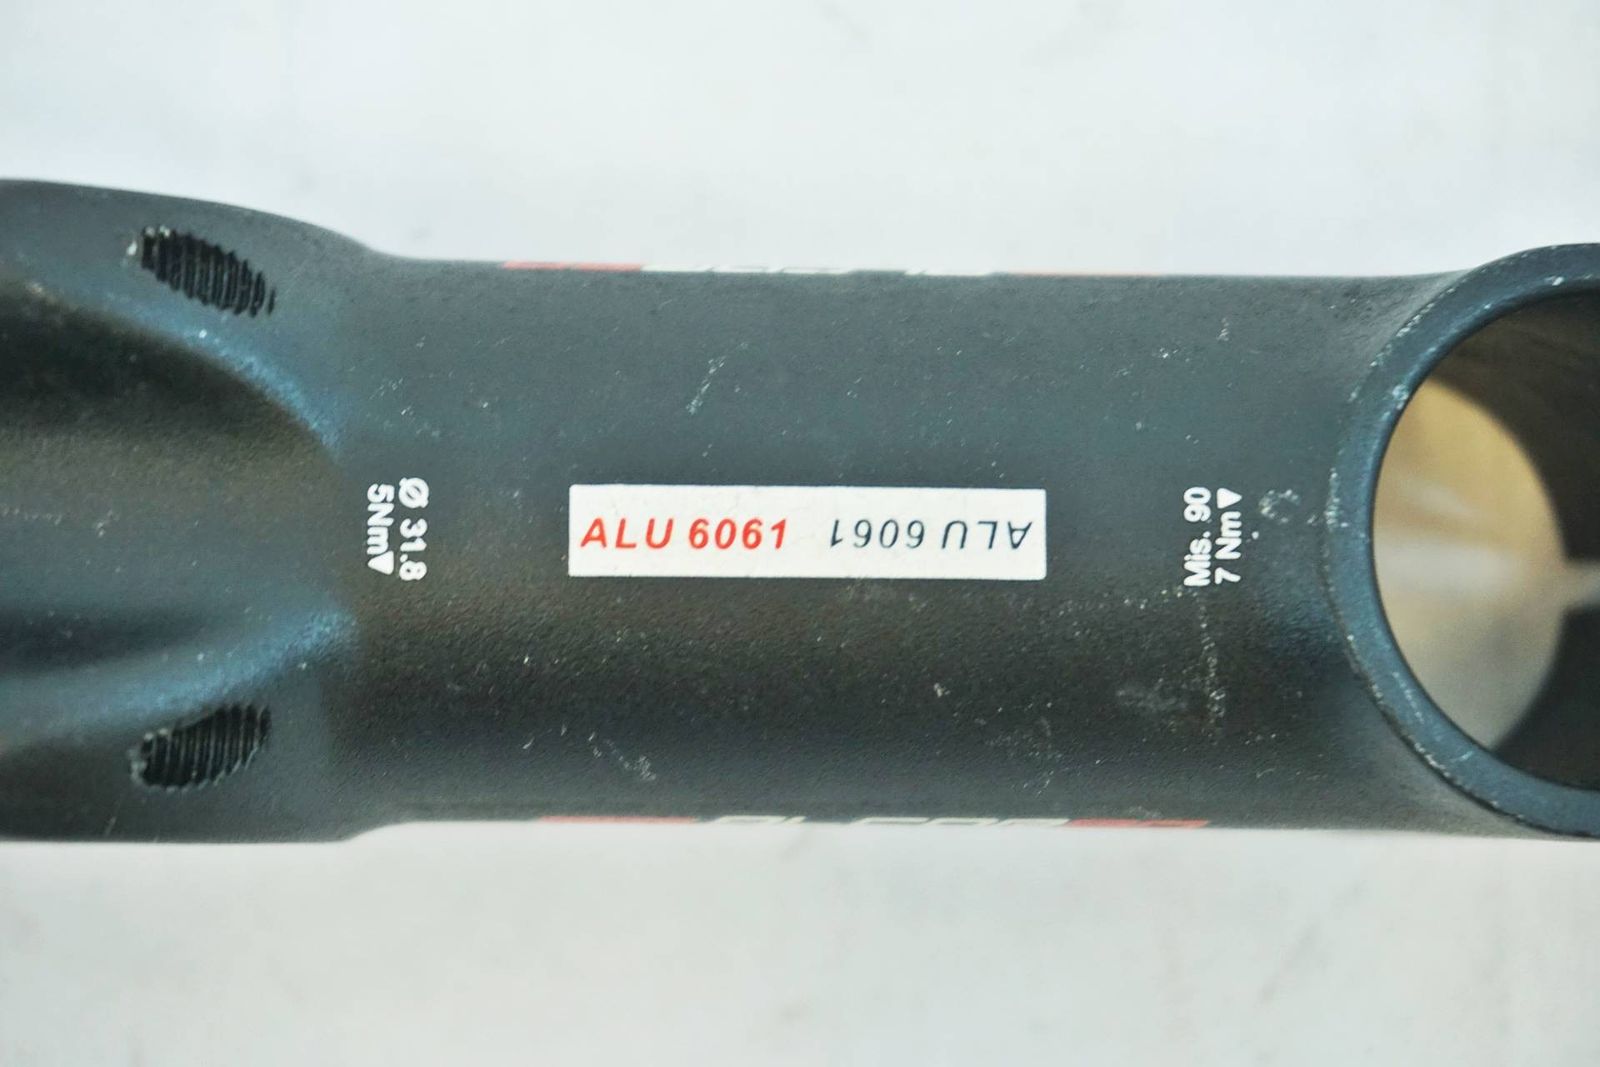 Ø 31.8
5Nm▼
ALU 6061
ALU 6061
Mis. 90
7 Nm▼